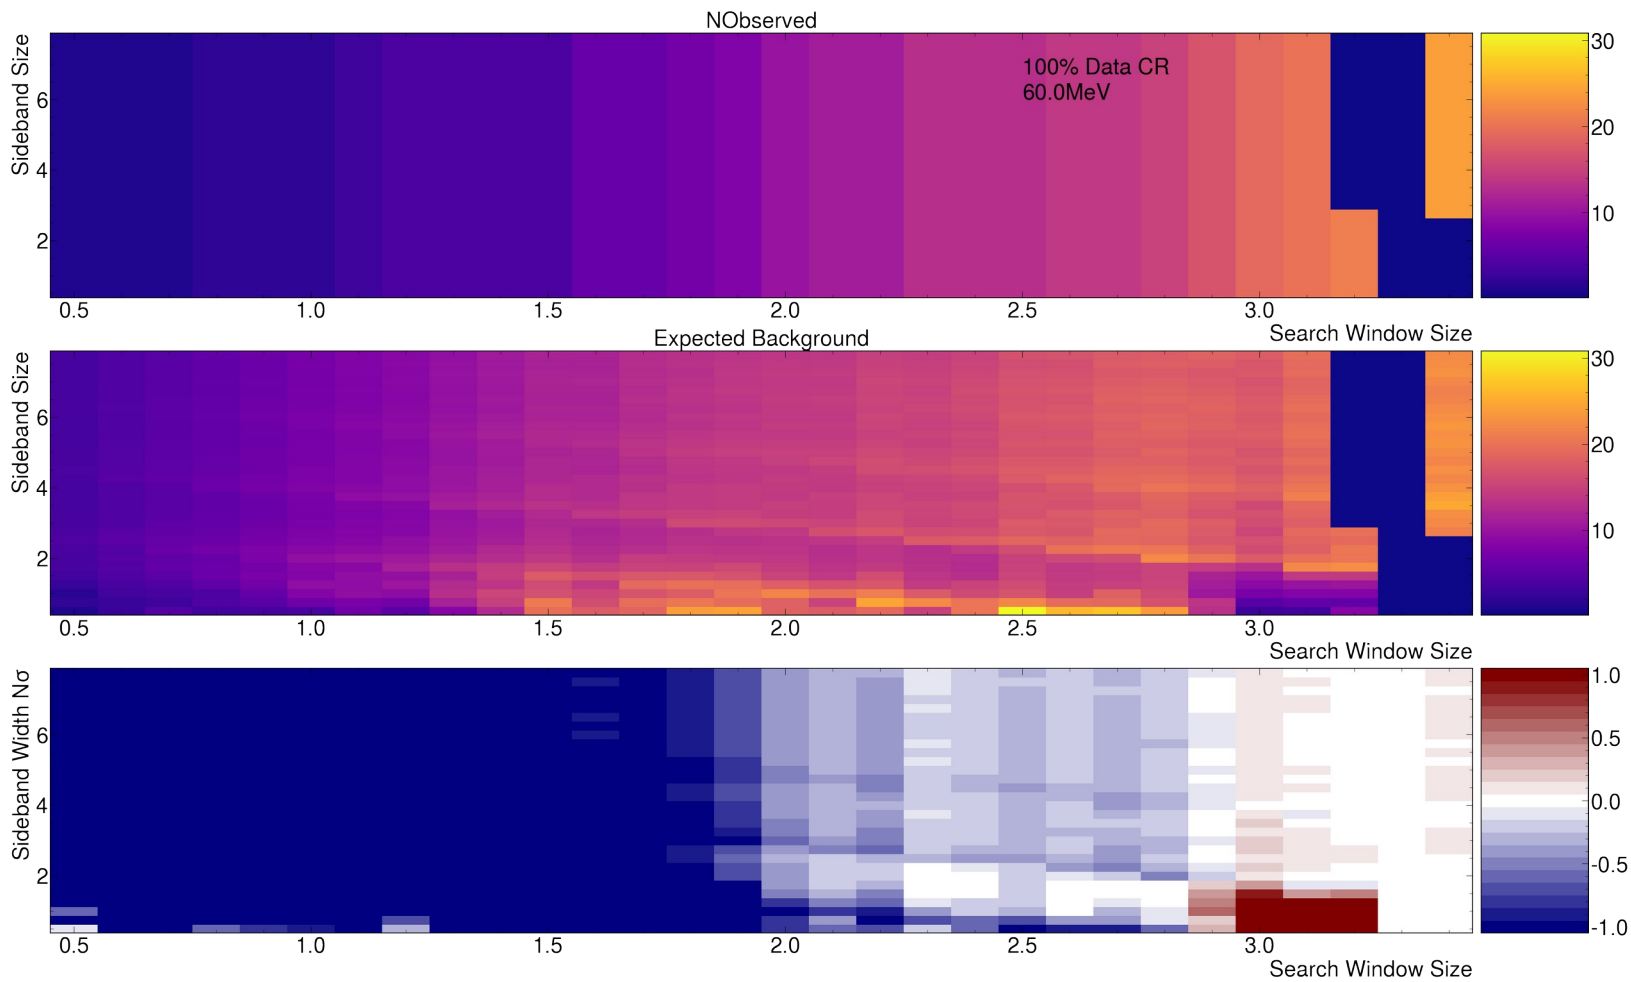 NObserved
Sideband Size
100% Data CR
60.0MeV
6
4
2
0.5 1.0 1.5 2.0 2.5 3.0
Search Window Size
30
20
10
Expected Background
Sideband Size
6
4
2
0.5 1.0 1.5 2.0 2.5 3.0
Search Window Size
30
20
10
Sideband Width Nσ
6
4
2
0.5 1.0 1.5 2.0 2.5 3.0
Search Window Size
1.0
0.5
0.0
-0.5
-1.0